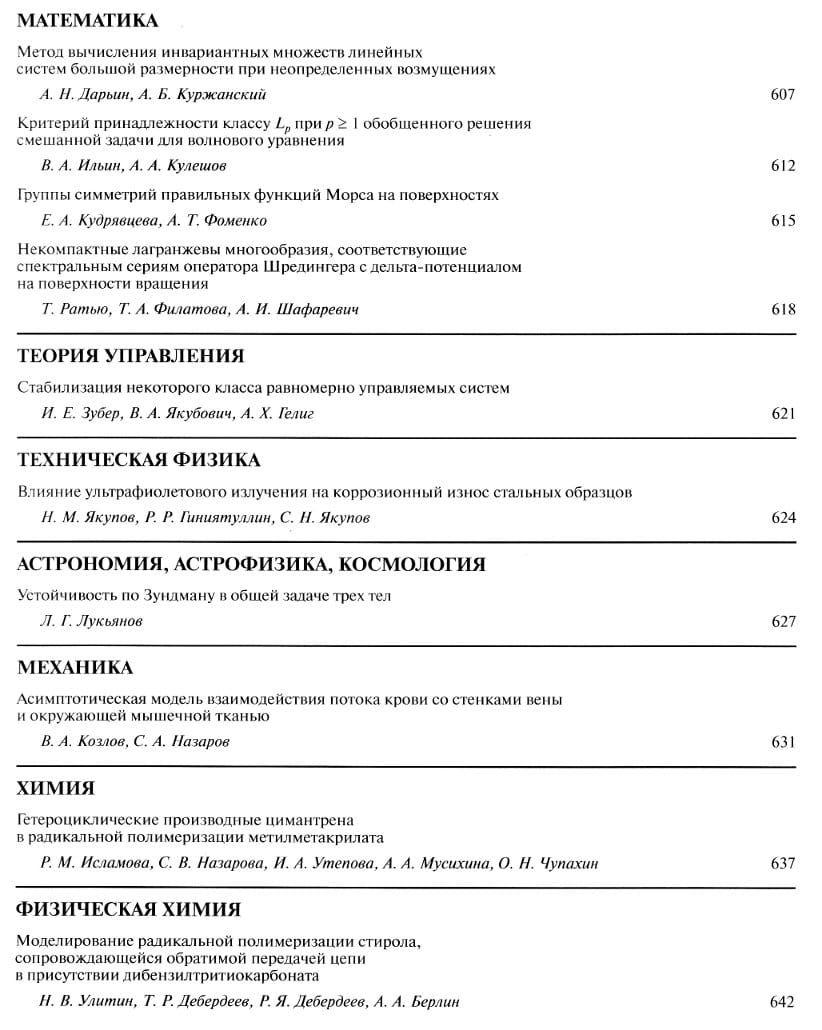 МАТЕМАТИКА
Метод вычисления инвариантных множеств линейных
систем большой размерности при неопределенных возмущениях
А. Н. Дарьин, А. Б. Куржанский 607
Критерий принадлежности классу Lp при p ≥ 1 обобщенного решения
смешанной задачи для волнового уравнения
В. А. Ильин, А. А. Кулешов 612
Группы симметрий правильных функций Морса на поверхностях
Е. А. Кудрявцева, А. Т. Фоменко 615
Некомпактные лагранжевы многообразия, соответствующие
спектральным сериям оператора Шредингера с дельта-потенциалом
на поверхности вращения
Т. Ратью, Т. А. Филатова, А. И. Шафаревич 618
ТЕОРИЯ УПРАВЛЕНИЯ
Стабилизация некоторого класса равномерно управляемых систем
И. Е. Зубер, В. А. Якубович, А. Х. Гелиг 621
ТЕХНИЧЕСКАЯ ФИЗИКА
Влияние ультрафиолетового излучения на коррозионный износ стальных образцов
Н. М. Якупов, Р. Р. Гиниятуллин, С. Н. Якупов 624
АСТРОНОМИЯ, АСТРОФИЗИКА, КОСМОЛОГИЯ
Устойчивость по Зундману в общей задаче трех тел
Л. Г. Лукьянов 627
МЕХАНИКА
Асимптотическая модель взаимодействия потока крови со стенками вены
и окружающей мышечной тканью
В. А. Козлов, С. А. Назаров 631
ХИМИЯ
Гетероциклические производные цимантрена
в радикальной полимеризации метилметакрилата
Р. М. Исламова, С. В. Назарова, И. А. Утепова, А. А. Мусихина, О. Н. Чупахин 637
ФИЗИЧЕСКАЯ ХИМИЯ
Моделирование радикальной полимеризации стирола,
сопровождающейся обратимой передачей цепи
в присутствии дибензилтритиокарбоната
Н. В. Улитин, Т. Р. Дебердеев, Р. Я. Дебердеев, А. А. Берлин 642